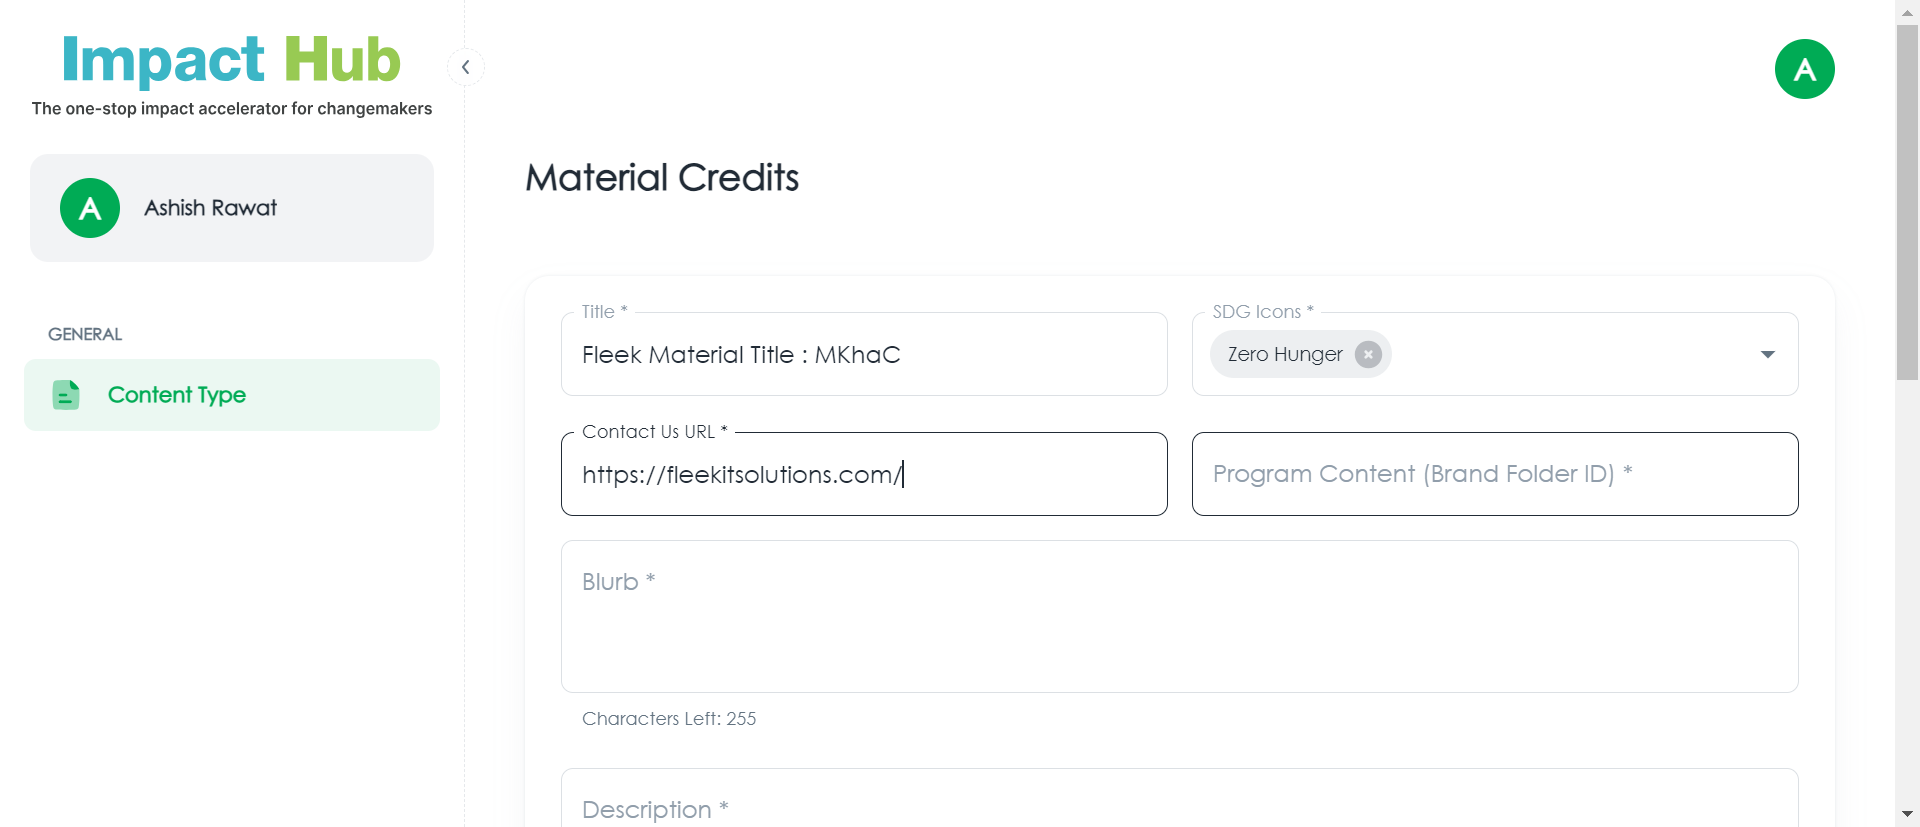 Impact Hub
The one-stop impact accelerator for changemakers
A
A
Ashish Rawat
GENERAL
Content Type
Material Credits
Title *
Fleek Material Title : MKhaC
SDG Icons *
Zero Hunger
Contact Us URL *
https://fleekitsolutions.com/
Program Content (Brand Folder ID) *
Blurb *
Characters Left: 255
Description *